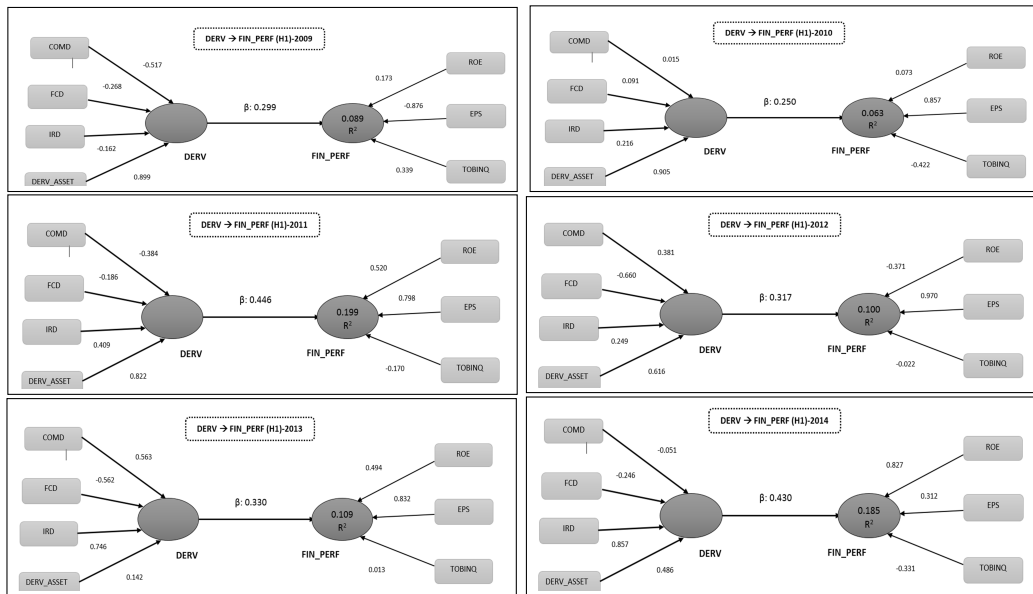 DERV → FIN_PERF (H1)-2009
COMD
FCD
IRD
DERV_ASSET
-0.517
-0.268
-0.162
0.899
DERV
β: 0.299
0.089
R²
FIN_PERF
0.173
-0.876
0.339
ROE
EPS
TOBINQ
DERV → FIN_PERF (H1)-2010
COMD
FCD
IRD
DERV_ASSET
0.015
0.091
0.216
0.905
DERV
β: 0.250
0.063
R²
FIN_PERF
0.073
0.857
-0.422
ROE
EPS
TOBINQ
DERV → FIN_PERF (H1)-2011
COMD
FCD
IRD
DERV_ASSET
-0.384
-0.186
0.409
0.822
DERV
β: 0.446
0.199
R²
FIN_PERF
0.520
0.798
-0.170
ROE
EPS
TOBINQ
DERV → FIN_PERF (H1)-2012
COMD
FCD
IRD
DERV_ASSET
0.381
-0.660
0.249
0.616
DERV
β: 0.317
0.100
R²
FIN_PERF
-0.371
0.970
-0.022
ROE
EPS
TOBINQ
DERV → FIN_PERF (H1)-2013
COMD
FCD
IRD
DERV_ASSET
0.563
-0.562
0.746
0.142
DERV
β: 0.330
0.109
R²
FIN_PERF
0.494
0.832
0.013
ROE
EPS
TOBINQ
DERV → FIN_PERF (H1)-2014
COMD
FCD
IRD
DERV_ASSET
-0.051
-0.246
0.857
0.486
DERV
β: 0.430
0.185
R²
FIN_PERF
0.827
0.312
-0.331
ROE
EPS
TOBINQ